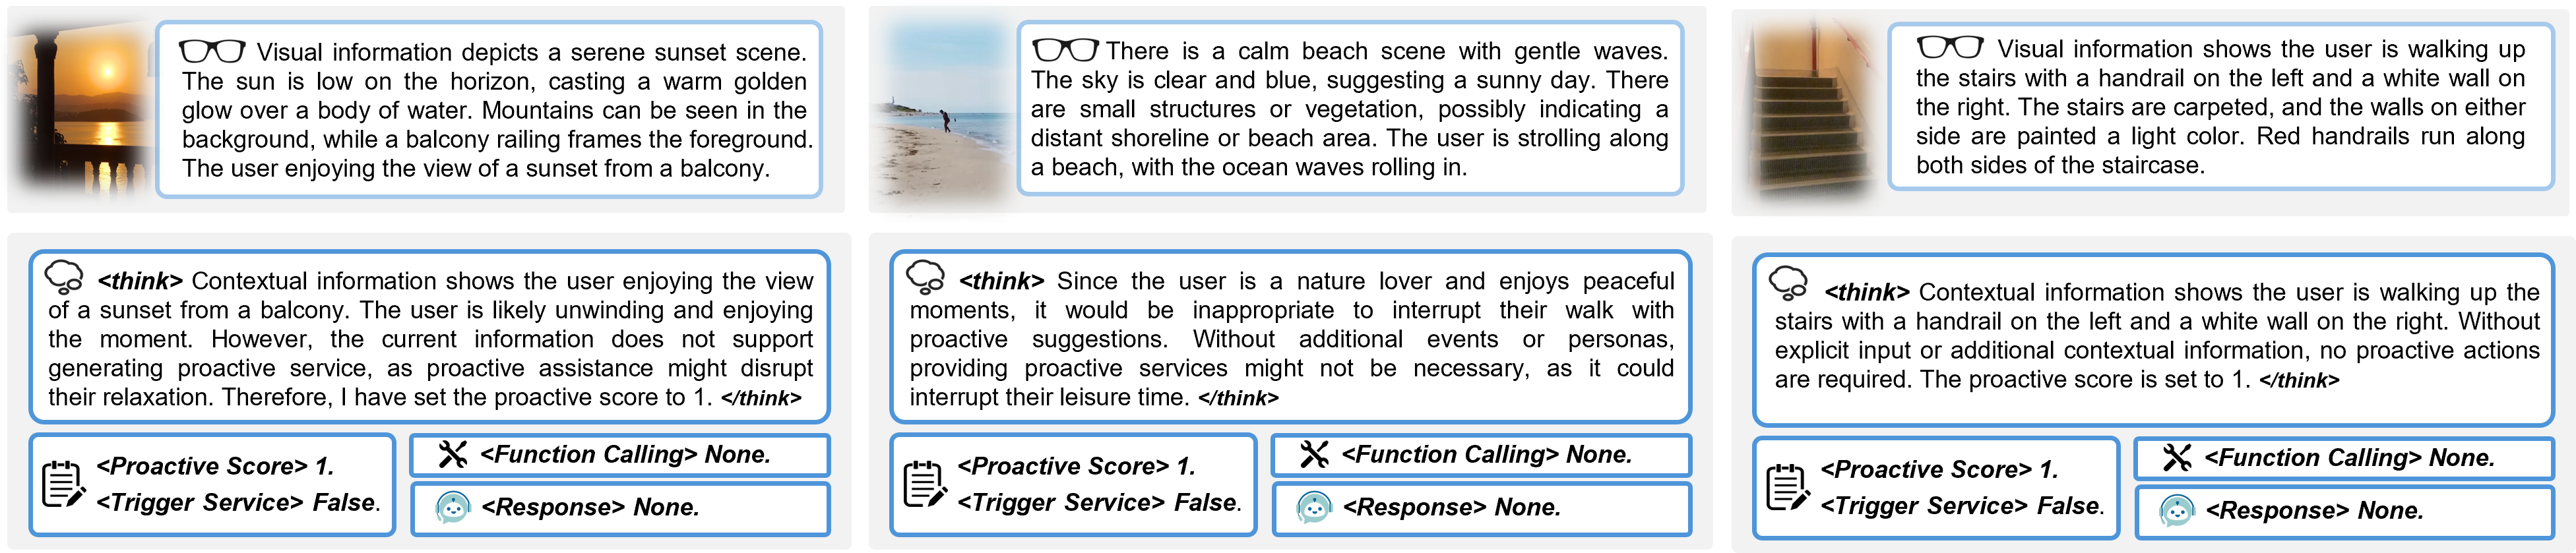 Visual information depicts a serene sunset scene.
The sun is low on the horizon, casting a warm golden
glow over a body of water. Mountains can be seen in the
background, while a balcony railing frames the foreground.
The user enjoying the view of a sunset from a balcony.
<think> Contextual information shows the user enjoying the view
of a sunset from a balcony. The user is likely unwinding and enjoying
the moment. However, the current information does not support
generating proactive service, as proactive assistance might disrupt
their relaxation. Therefore, I have set the proactive score to 1. </think>
<Proactive Score> 1.
<Trigger Service> False.
<Function Calling> None.
<Response> None.
There is a calm beach scene with gentle waves.
The sky is clear and blue, suggesting a sunny day. There
are small structures or vegetation, possibly indicating a
distant shoreline or beach area. The user is strolling along
a beach, with the ocean waves rolling in.
<think> Since the user is a nature lover and enjoys peaceful
moments, it would be inappropriate to interrupt their walk with
proactive suggestions. Without additional events or personas,
providing proactive services might not be necessary, as it could
interrupt their leisure time. </think>
<Proactive Score> 1.
<Trigger Service> False.
<Function Calling> None.
<Response> None.
Visual information shows the user is walking up
the stairs with a handrail on the left and a white wall on
the right. The stairs are carpeted, and the walls on either
side are painted a light color. Red handrails run along
both sides of the staircase.
<think> Contextual information shows the user is walking up the
stairs with a handrail on the left and a white wall on the right. Without
explicit input or additional contextual information, no proactive actions
are required. The proactive score is set to 1. </think>
<Proactive Score> 1.
<Trigger Service> False.
<Function Calling> None.
<Response> None.